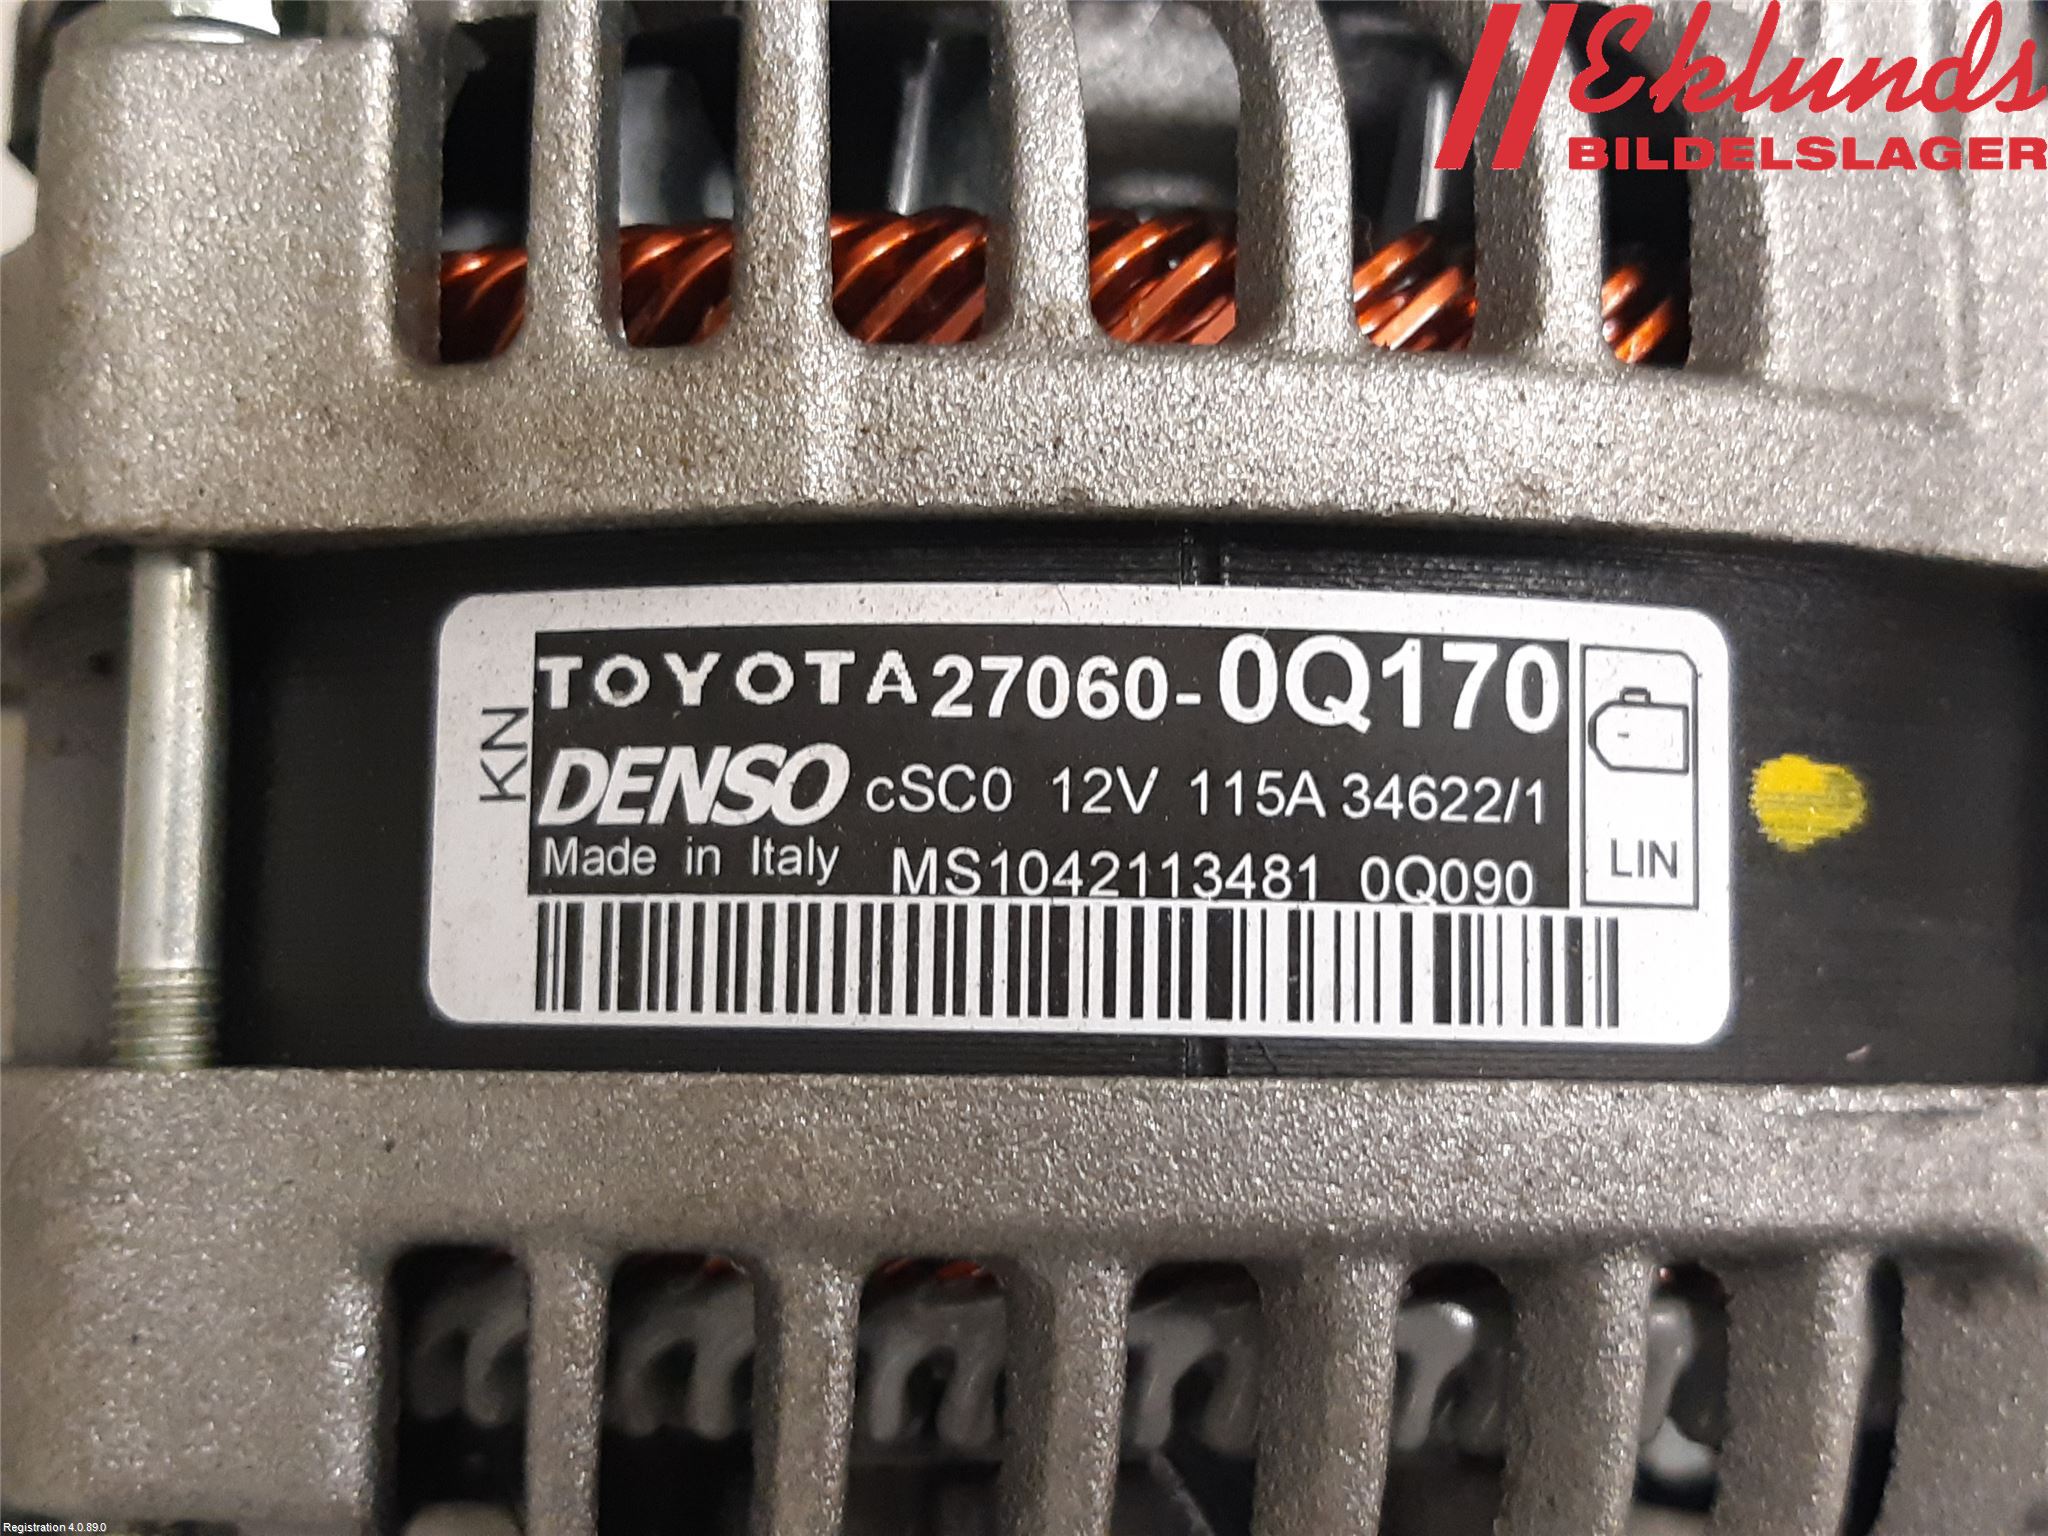 Eklunds
BILDELSLAGER
TOYOTA 27060-0Q170
KN
DENSO cSC0 12V 115A 34622/1
Made in Italy MS1042113481 0Q090
LIN
Registration 4.0.89.0